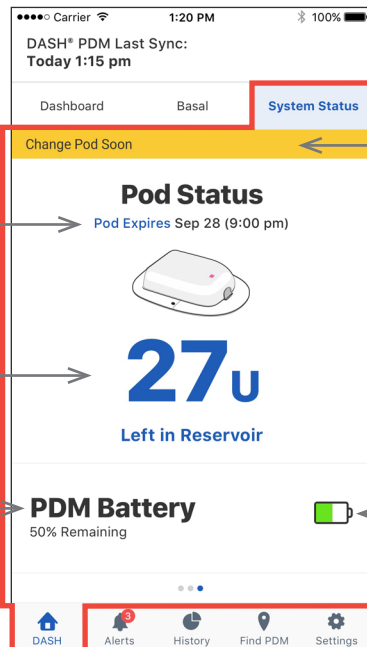 Carrier 1:20 PM 100%
DASH® PDM Last Sync:
Today 1:15 pm
Dashboard Basal System Status
Change Pod Soon
Pod Status
Pod Expires Sep 28 (9:00 pm)
27U
Left in Reservoir
PDM Battery
50% Remaining
3
DASH Alerts History Find PDM Settings